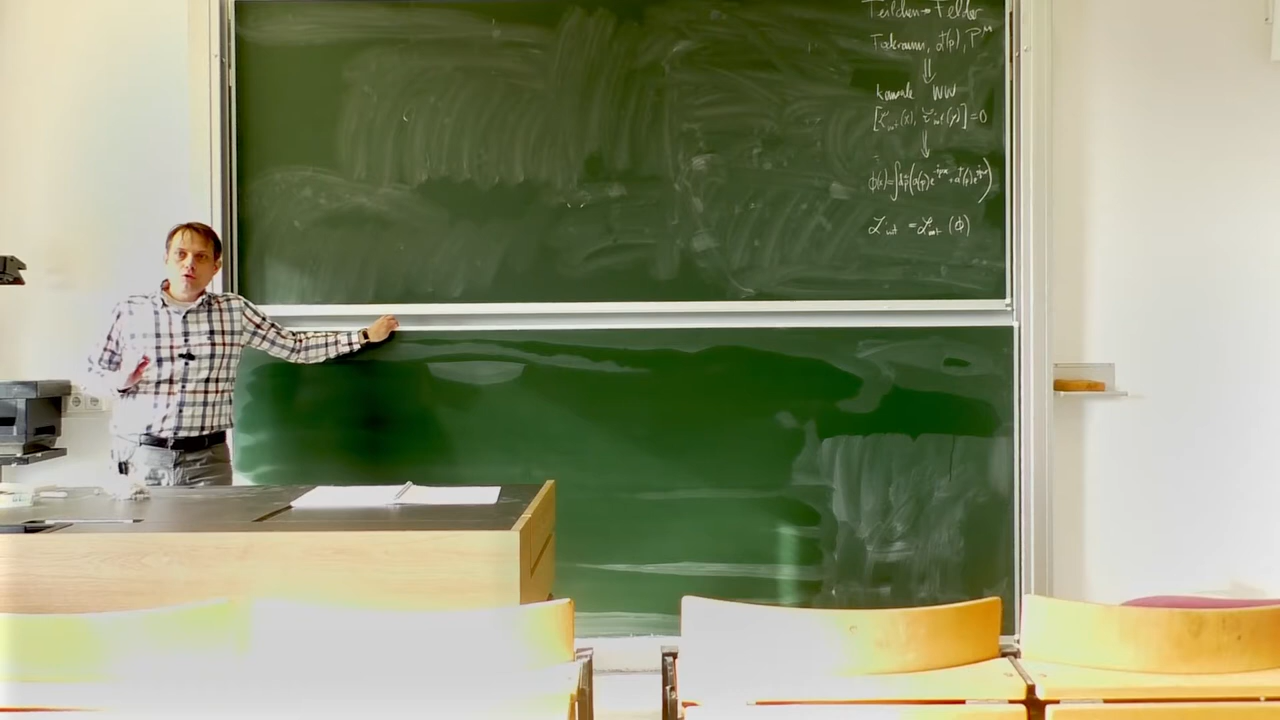 Teilchen → Felder
Fockraum, α†(p), P^μ
⇓
kausale WW
[ℒ_int(x), ℒ_int(y)] = 0
⇓
ϕ(x) = ∫dp̃ (α(p)e^{-ipx} + α†(p)e^{ipx})
ℒ_int = ℒ_int (ϕ)